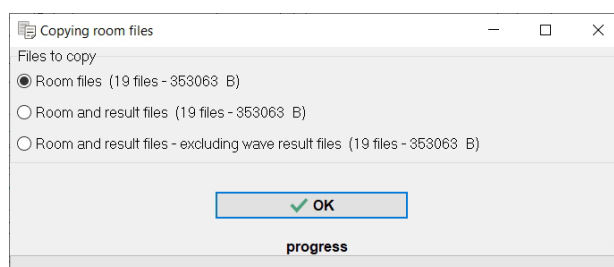 Copying room files
Files to copy
Room files (19 files - 353063 B)
Room and result files (19 files - 353063 B)
Room and result files - excluding wave result files (19 files - 353063 B)
OK
progress